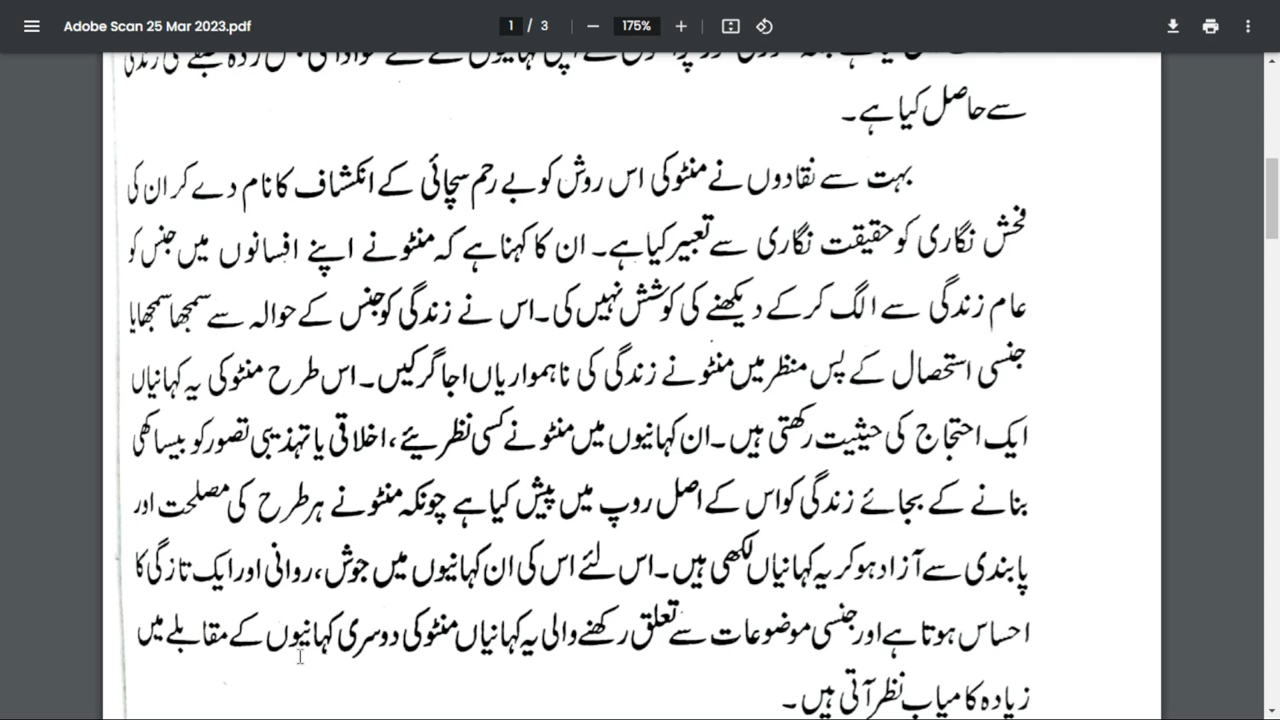 Adobe Scan 25 Mar 2023.pdf
1 / 3
175%
سے حاصل کیا ہے۔
بہت سے نقادوں نے منٹو کی اس روش کو بے رحم سچائی کے انکشاف کا نام دے کر ان کی
فحش نگاری کو حقیقت نگاری سے تعبیر کیا ہے۔ ان کا کہنا ہے کہ منٹو نے اپنے افسانوں میں جنس کو
عام زندگی سے الگ کر کے دیکھنے کی کوشش نہیں کی۔ اس نے زندگی کو جنس کے حوالہ سے سمجھا سمجھایا
جنسی استحصال کے پس منظر میں منٹو نے زندگی کی ناہمواریاں اجاگر کیں۔ اس طرح منٹو کی یہ کہانیاں
ایک احتجاج کی حیثیت رکھتی ہیں۔ ان کہانیوں میں منٹو نے کسی نظریئے، اخلاقی یا تہذیبی تصور کو بیساکھی
بنانے کے بجائے زندگی کو اس کے اصل روپ میں پیش کیا ہے چونکہ منٹو نے ہر طرح کی مصلحت اور
پابندی سے آزاد ہو کر یہ کہانیاں لکھی ہیں۔ اس لئے اس کی ان کہانیوں میں جوش، روانی اور ایک تازگی کا
احساس ہوتا ہے اور جنسی موضوعات سے تعلق رکھنے والی یہ کہانیاں منٹو کی دوسری کہانیوں کے مقابلے میں
زیادہ کامیاب نظر آتی ہیں۔